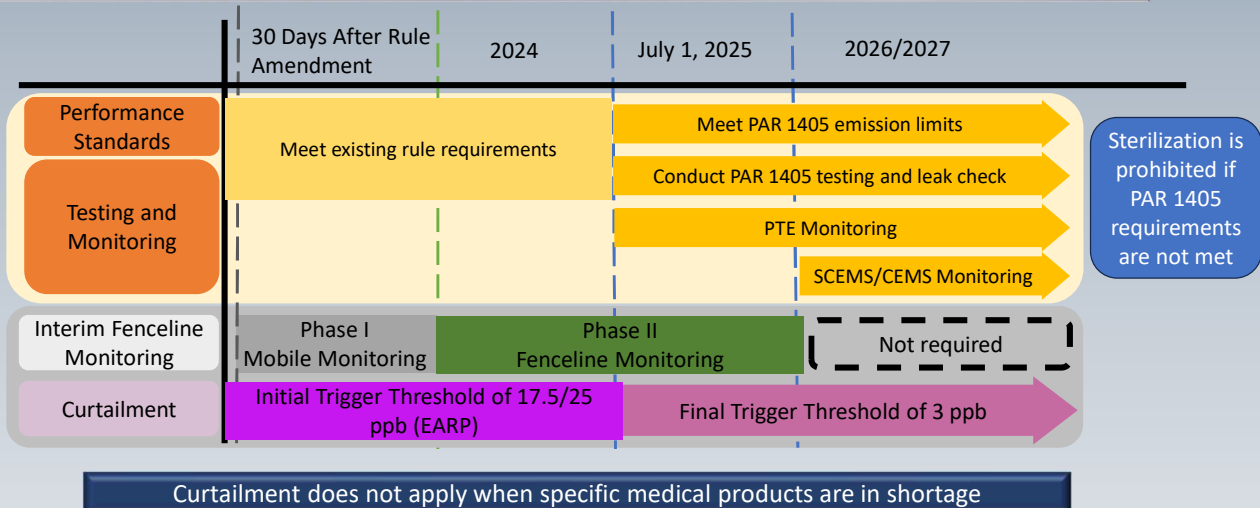 30 Days After Rule
Amendment
2024
July 1, 2025
2026/2027
Performance
Standards
Meet existing rule requirements
Meet PAR 1405 emission limits
Testing and
Monitoring
Conduct PAR 1405 testing and leak check
PTE Monitoring
SCEMS/CEMS Monitoring
Sterilization is
prohibited if
PAR 1405
requirements
are not met
Interim Fenceline
Monitoring
Phase I
Mobile Monitoring
Phase II
Fenceline Monitoring
Not required
Curtailment
Initial Trigger Threshold of 17.5/25
ppb (EARP)
Final Trigger Threshold of 3 ppb
Curtailment does not apply when specific medical products are in shortage